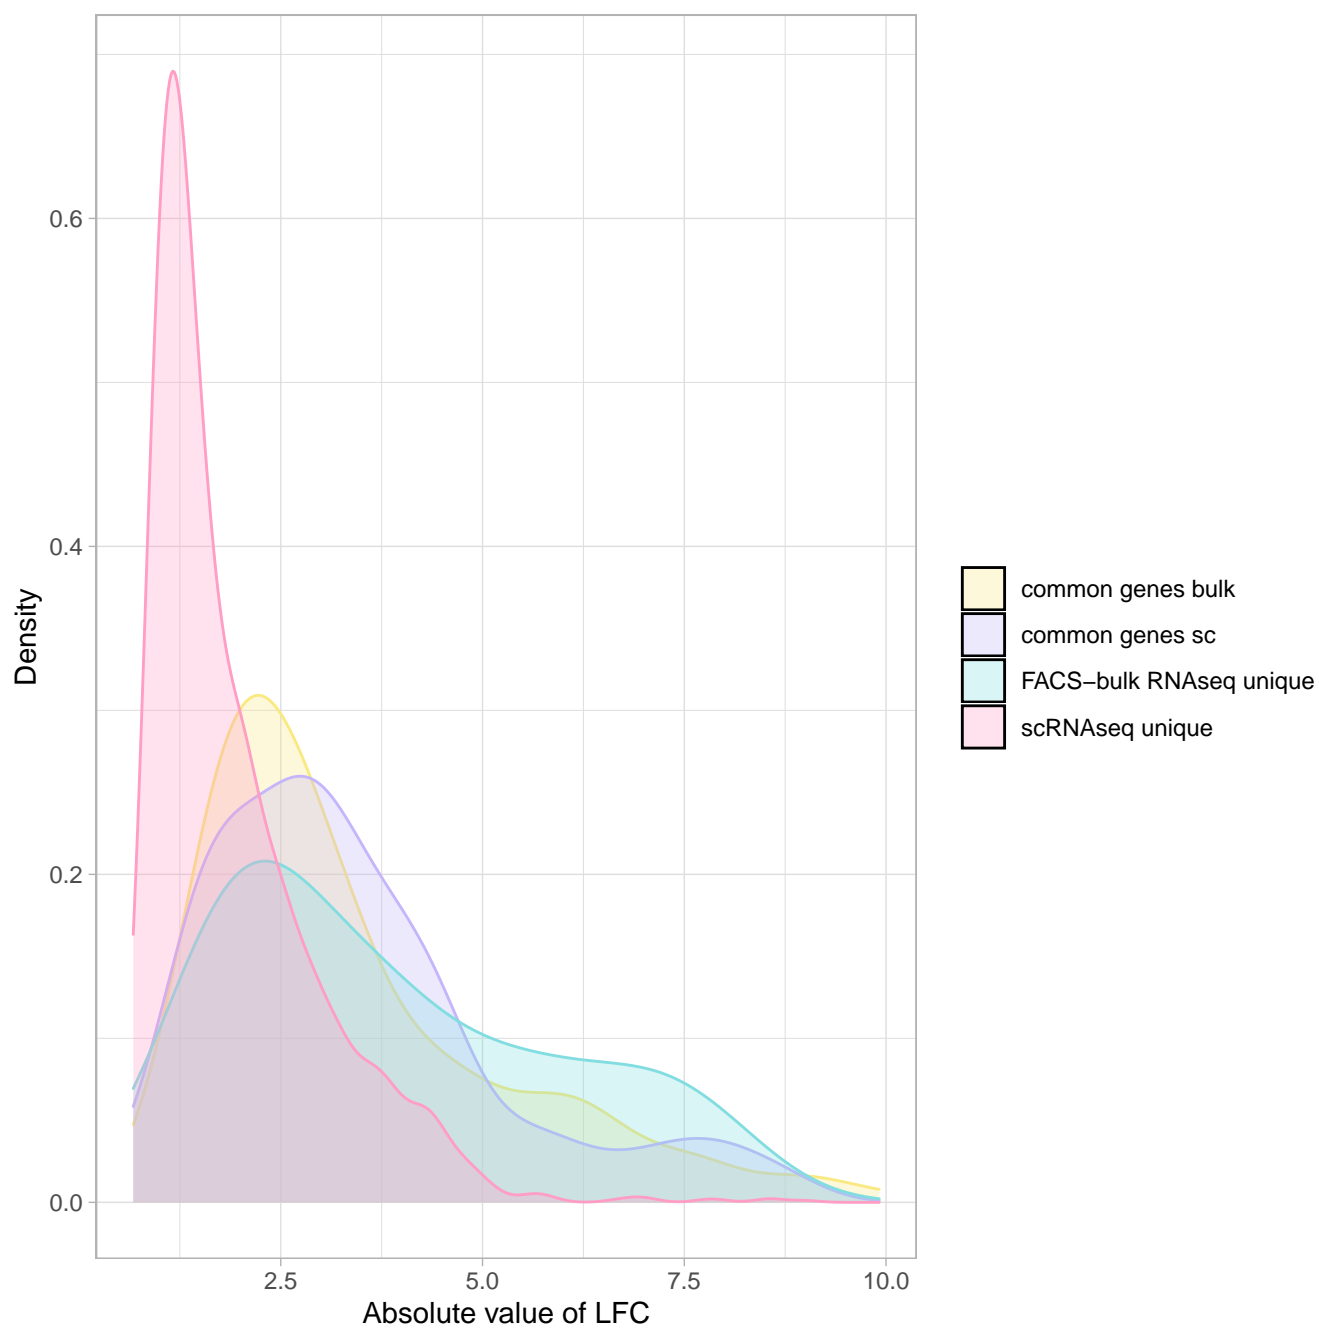 Density
0.6
0.4
0.2
0.0
2.5
5.0
7.5
10.0
Absolute value of LFC
common genes bulk
common genes sc
FACS−bulk RNAseq unique
scRNAseq unique